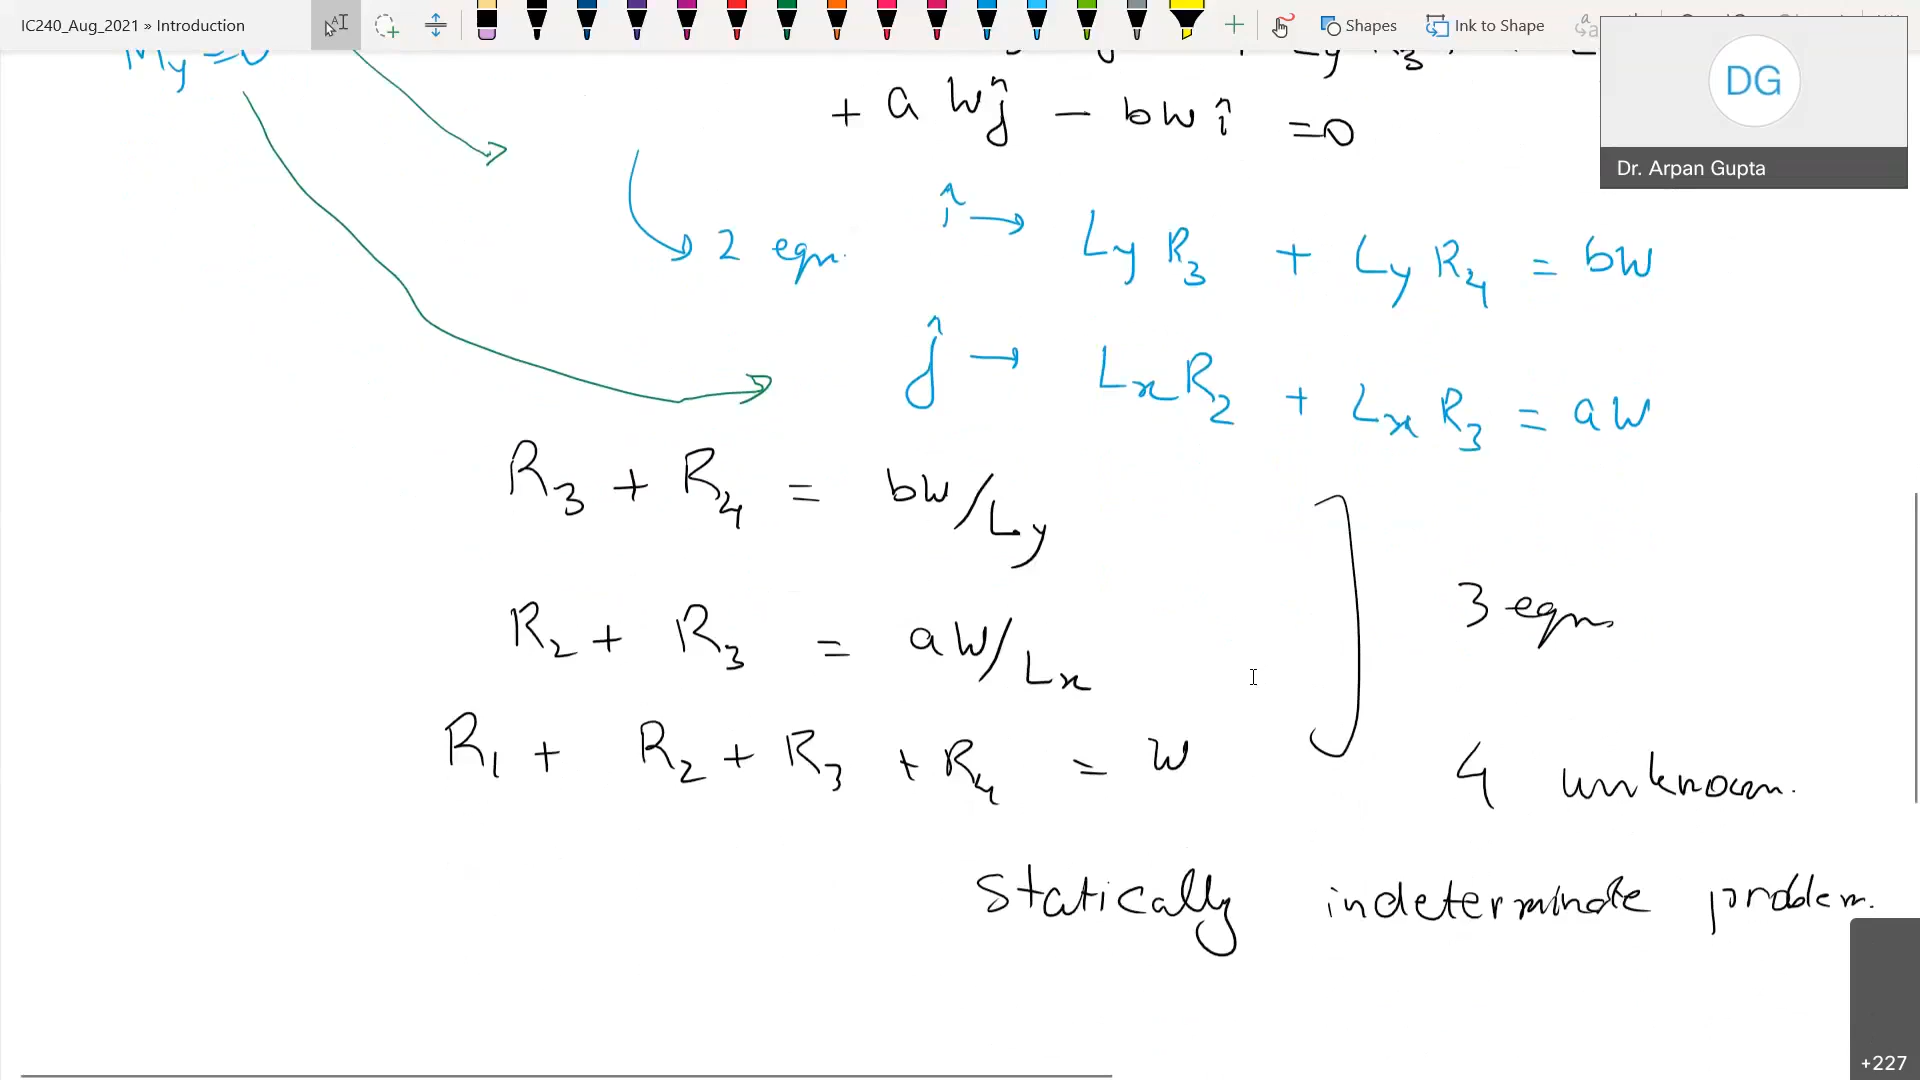 IC240_Aug_2021 » Introduction
Shapes
Ink to Shape
DG
Dr. Arpan Gupta
My = 0
+ a W ĵ − b W î = 0
2 eqn.
î → Ly R3 + Ly R4 = bW
ĵ → Lx R2 + Lx R3 = aW
R3 + R4 = bW/Ly
R2 + R3 = aW/Lx
3 eqn.
R1 + R2 + R3 + R4 = W
4 unknown.
Statically indeterminate problem.
+227